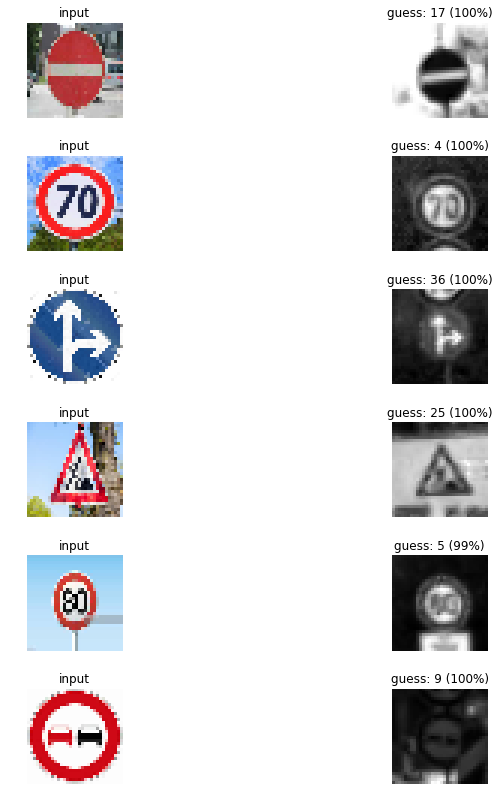 input guess: 17 (100%)
input guess: 4 (100%)
70 70
input guess: 36 (100%)
input guess: 25 (100%)
input guess: 5 (99%)
80
input guess: 9 (100%)